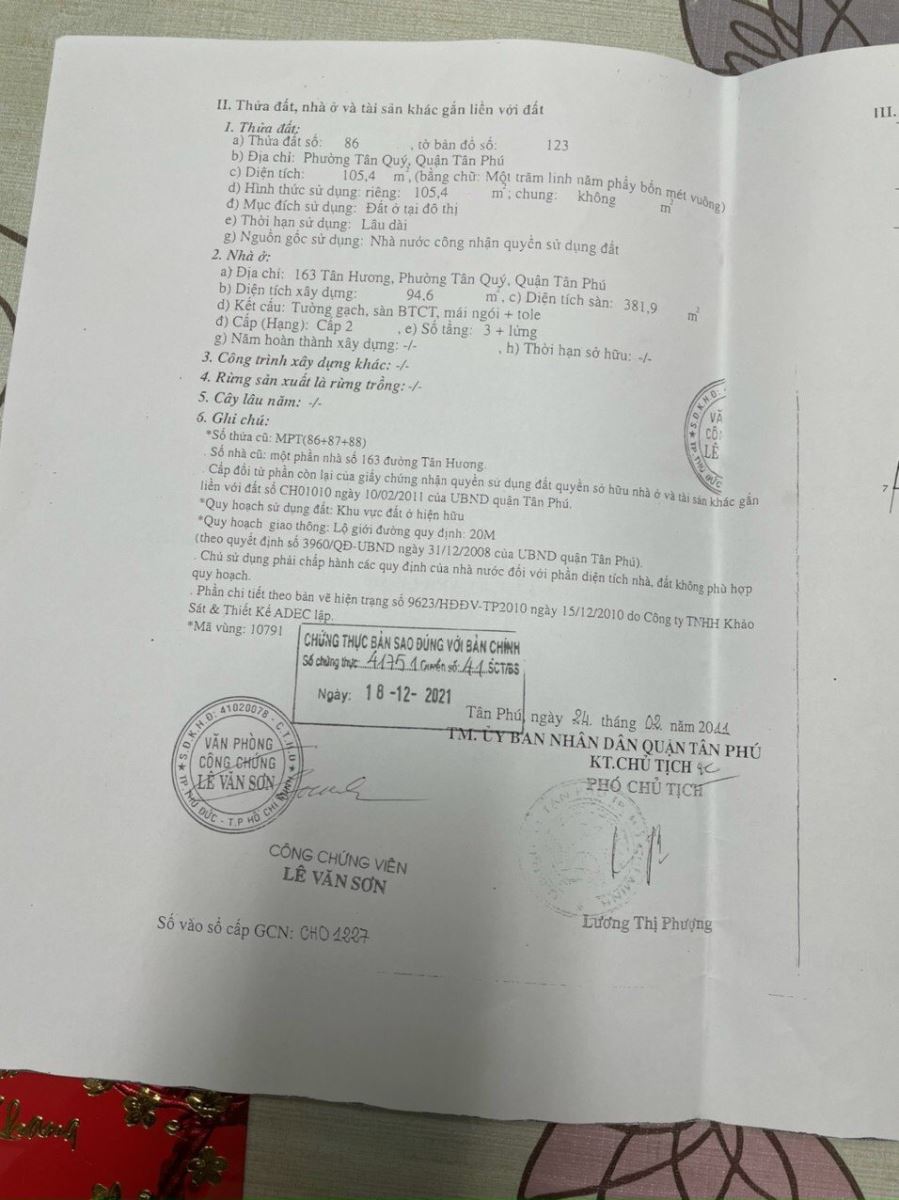 II. Thửa đất, nhà ở và tài sản khác gắn liền với đất
III.
1. Thửa đất:
a) Thửa đất số: 86 , tờ bản đồ số: 123
b) Địa chỉ: Phường Tân Quý, Quận Tân Phú
c) Diện tích: 105,4 m², (bằng chữ: Một trăm linh năm phẩy bốn mét vuông)
d) Hình thức sử dụng: riêng: 105,4 m²; chung: không m²
đ) Mục đích sử dụng: Đất ở tại đô thị
e) Thời hạn sử dụng: Lâu dài
g) Nguồn gốc sử dụng: Nhà nước công nhận quyền sử dụng đất
2. Nhà ở:
a) Địa chỉ: 163 Tân Hương, Phường Tân Quý, Quận Tân Phú
b) Diện tích xây dựng: 94,6 m², c) Diện tích sàn: 381,9 m²
d) Kết cấu: Tường gạch, sàn BTCT, mái ngói + tole
đ) Cấp (Hạng): Cấp 2 , e) Số tầng: 3 + lửng
g) Năm hoàn thành xây dựng: -/- , h) Thời hạn sở hữu: -/-
3. Công trình xây dựng khác: -/-
4. Rừng sản xuất là rừng trồng: -/-
5. Cây lâu năm: -/-
6. Ghi chú:
*Số thửa cũ: MPT(86+87+88)
. Số nhà cũ: một phần nhà số 163 đường Tân Hương.
. Cấp đổi từ phần còn lại của giấy chứng nhận quyền sử dụng đất quyền sở hữu nhà ở và tài sản khác gắn
liền với đất số CH01010 ngày 10/02/2011 của UBND quận Tân Phú.
*Quy hoạch sử dụng đất: Khu vực đất ở hiện hữu
*Quy hoạch giao thông: Lộ giới đường quy định: 20M
(theo quyết định số 3960/QĐ-UBND ngày 31/12/2008 của UBND quận Tân Phú).
. Chủ sử dụng phải chấp hành các quy định của nhà nước đối với phần diện tích nhà, đất không phù hợp
quy hoạch.
. Phần chi tiết theo bản vẽ hiện trạng số 9623/HĐĐV-TP2010 ngày 15/12/2010 do Công ty TNHH Khảo
Sát & Thiết Kế ADEC lập.
*Mã vùng: 10791
S.Đ.K.H.Đ:
VĂ
CÔ
LÊ
TP THỦ ĐỨC
7
CHỨNG THỰC BẢN SAO ĐÚNG VỚI BẢN CHÍNH
Số chứng thực: 41751 Quyển số: 41 SCT/BS
Ngày: 18 -12- 2021
Tân Phú, ngày 24 tháng 02 năm 2011
TM. ỦY BAN NHÂN DÂN QUẬN TÂN PHÚ
KT.CHỦ TỊCH
PHÓ CHỦ TỊCH
S.Đ.K.H.Đ: 41020078 - C.T.H.D
VĂN PHÒNG
CÔNG CHỨNG
LÊ VĂN SƠN
TP THỦ ĐỨC - T.P HỒ CHÍ MINH
CÔNG CHỨNG VIÊN
LÊ VĂN SƠN
Lương Thị Phượng
Số vào sổ cấp GCN: CH01227